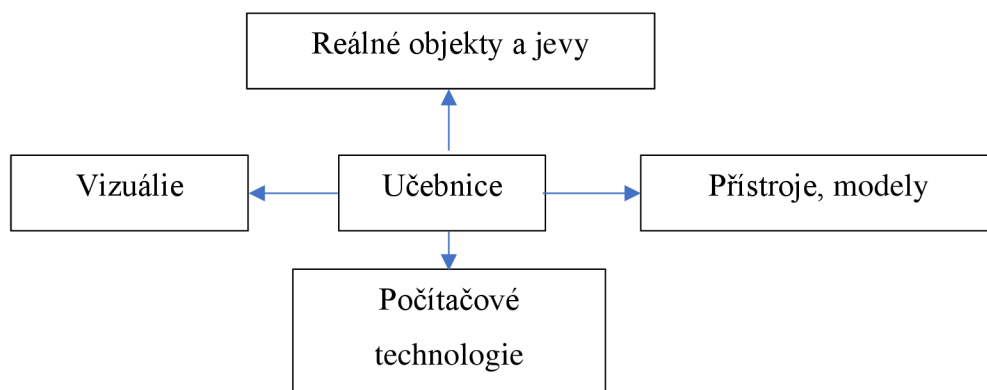 Reálné objekty a jevy
Vizuálie
Učebnice
Přístroje, modely
Počítačové
technologie